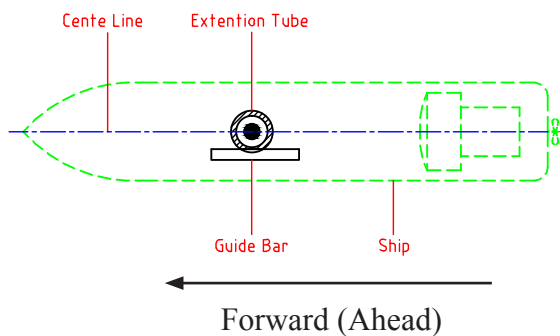 Cente Line
Extention Tube
Guide Bar
Ship
Forward (Ahead)